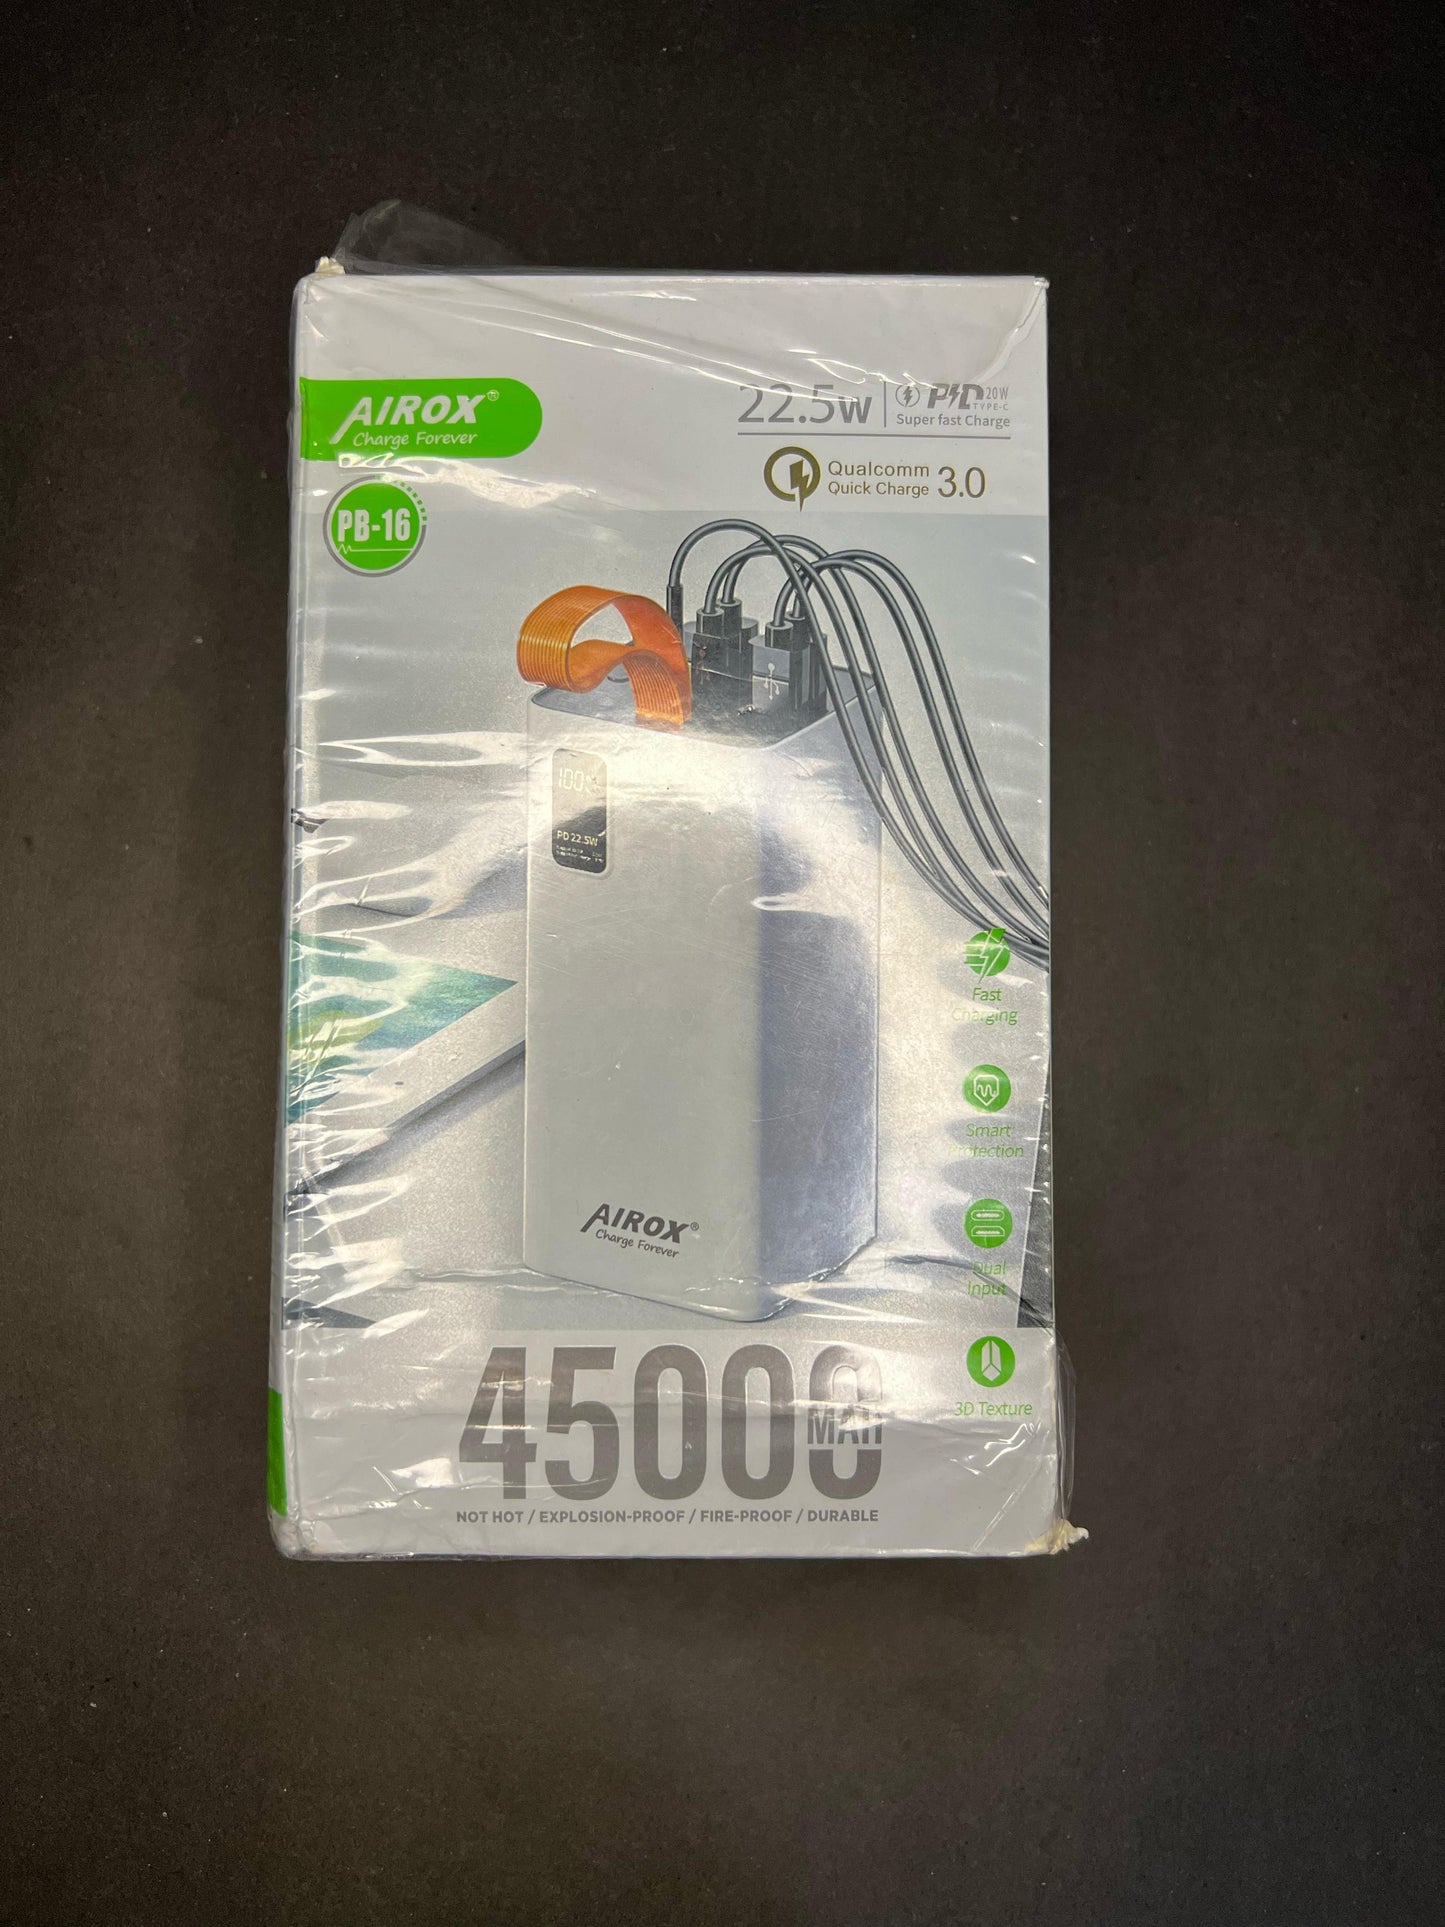 AIROX®
Charge Forever
PB-16
22.5W
PD 20W
TYPE-C
Super fast Charge
Qualcomm
Quick Charge 3.0
100%
PD 22.5W
AIROX®
Charge Forever
Fast
Charging
Smart
Protection
Dual
Input
3D Texture
45000
MAH
NOT HOT / EXPLOSION-PROOF / FIRE-PROOF / DURABLE